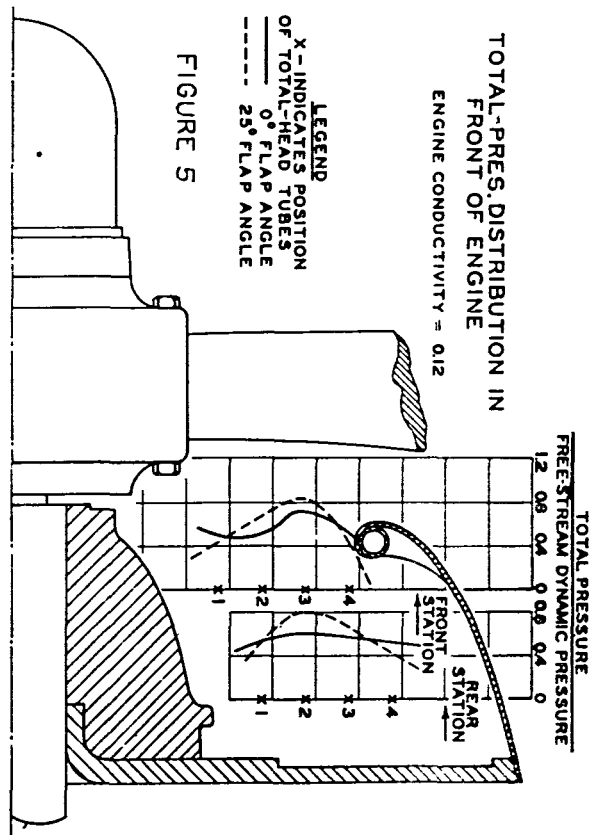 TOTAL-PRES. DISTRIBUTION IN
FRONT OF ENGINE
ENGINE CONDUCTIVITY = 0.12
LEGEND
X-INDICATES POSITION
OF TOTAL-HEAD TUBES
0° FLAP ANGLE
25° FLAP ANGLE
FIGURE 5
TOTAL PRESSURE
FREE-STREAM DYNAMIC PRESSURE
1.2 0.8 0.4 0
0.8 0.4 0
FRONT
STATION
REAR
STATION
x1 x2 x3 x4
x1 x2 x3 x4